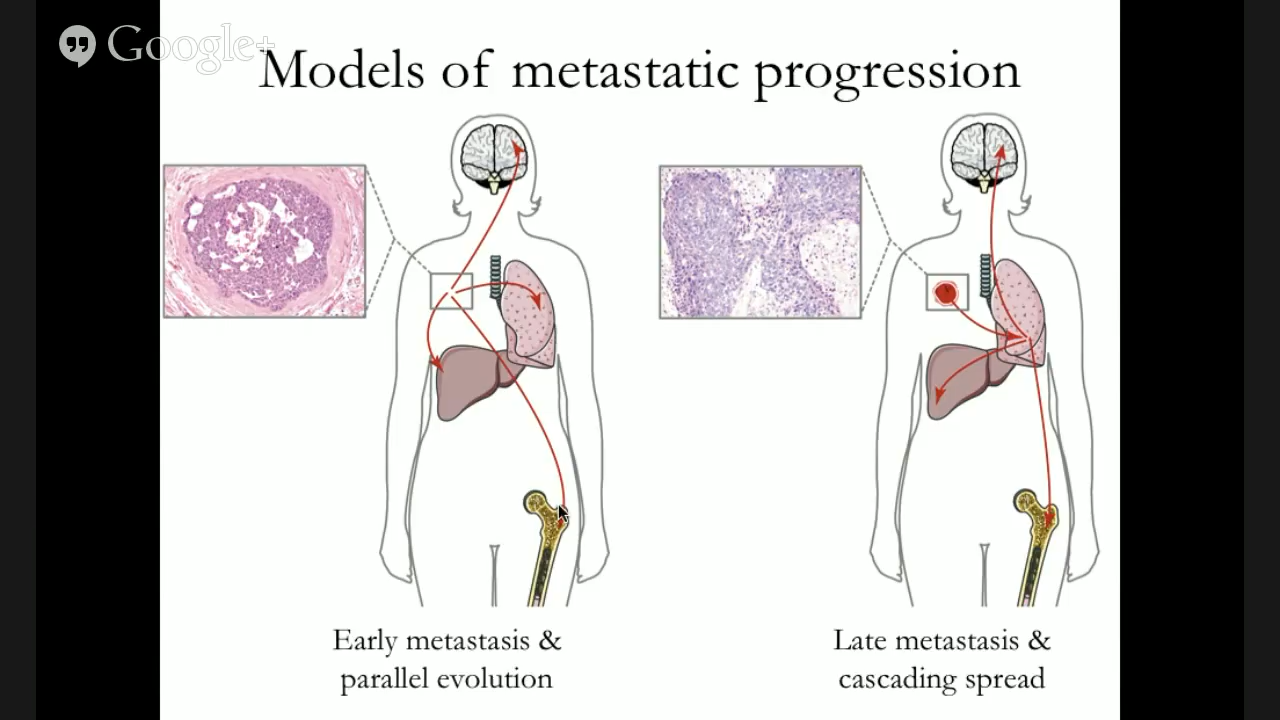 Google+
Models of metastatic progression
Early metastasis &
parallel evolution
Late metastasis &
cascading spread